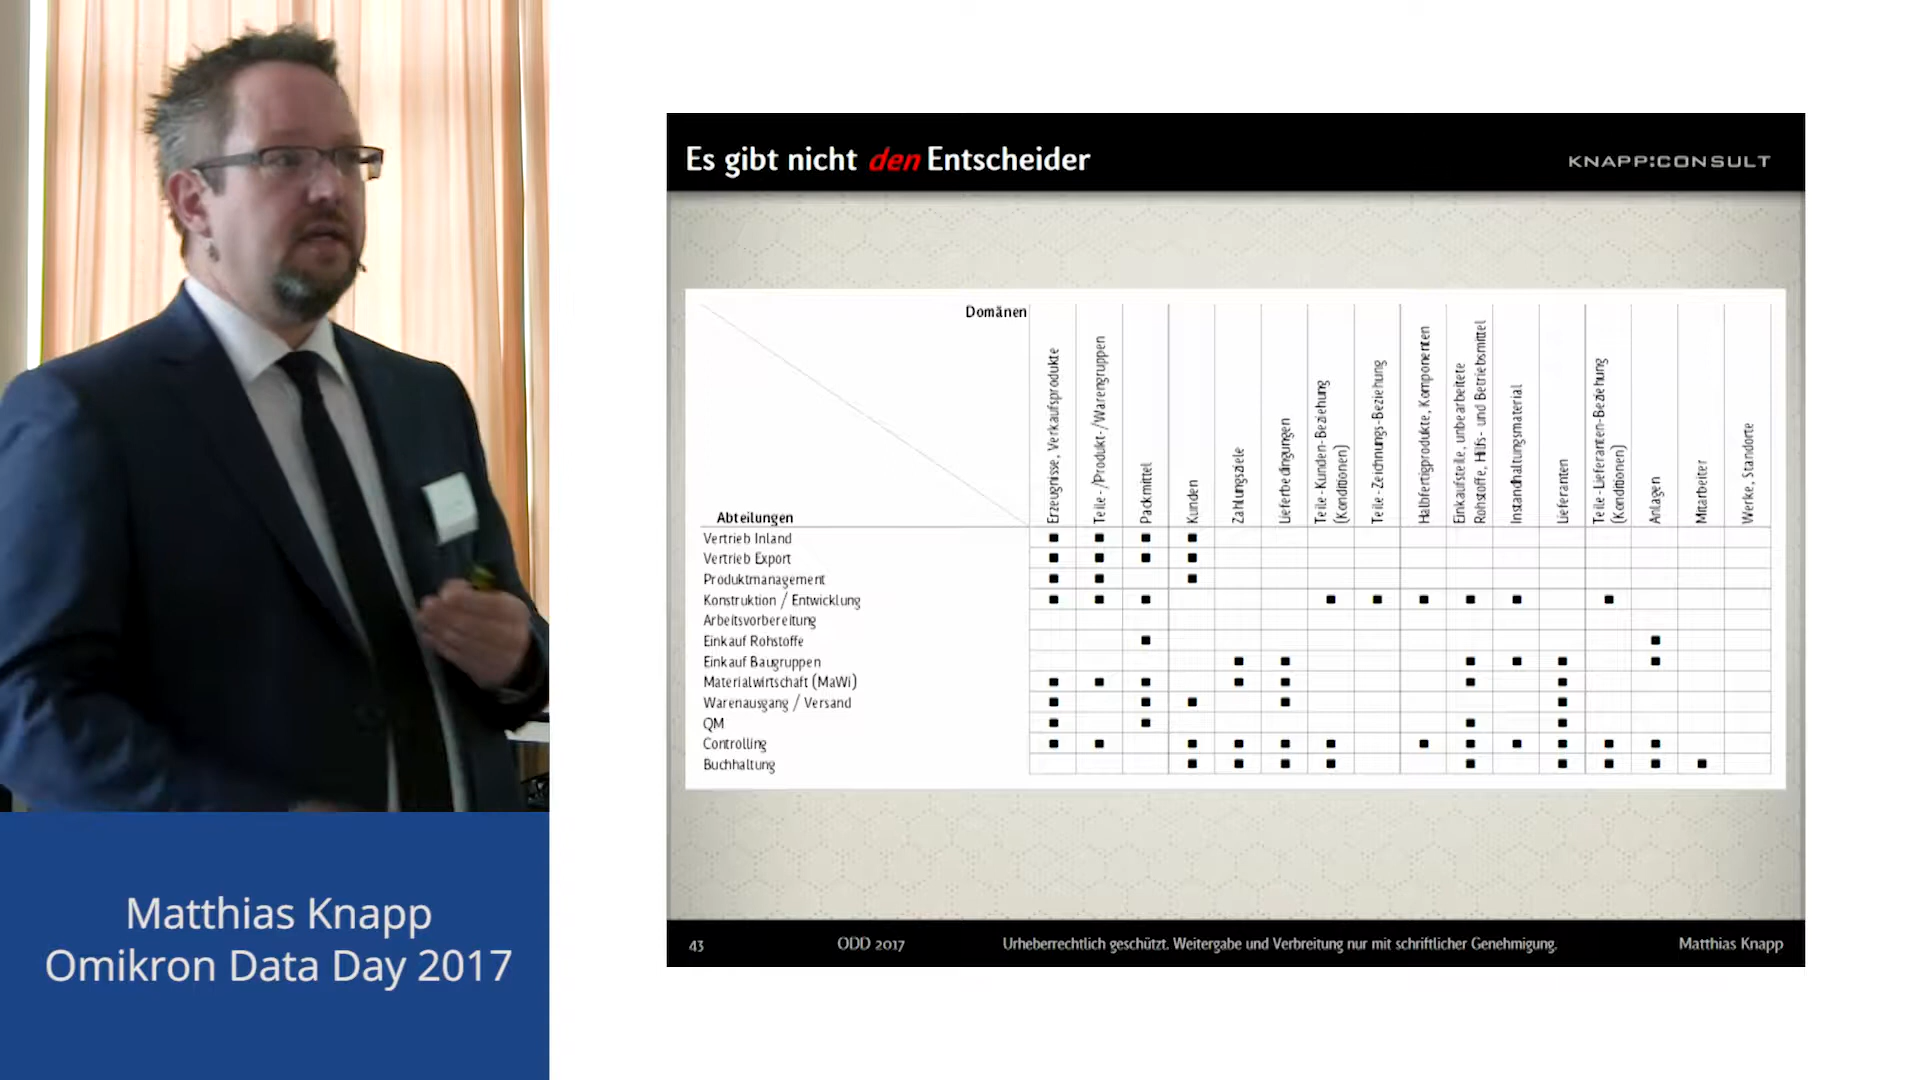 Es gibt nicht den Entscheider
KNAPP:CONSULT
Domänen
Erzeugnisse, Verkaufsprodukte
Teile-/Produkt-/Warengruppen
Packmittel
Kunden
Zahlungsziele
Lieferbedingungen
Teile-Kunden-Beziehung
(Konditionen)
Teile-Zeichnungs-Beziehung
Halbfertigprodukte, Komponenten
Einkaufsteile, unbearbeitete
Rohstoffe, Hilfs- und Betriebsmittel
Instandhaltungsmaterial
Lieferanten
Teile-Lieferanten-Beziehung
(Konditionen)
Anlagen
Mitarbeiter
Werke, Standorte
Abteilungen
Vertrieb Inland
Vertrieb Export
Produktmanagement
Konstruktion / Entwicklung
Arbeitsvorbereitung
Einkauf Rohstoffe
Einkauf Baugruppen
Materialwirtschaft (MaWi)
Warenausgang / Versand
QM
Controlling
Buchhaltung
43
ODD 2017
Urheberrechtlich geschützt. Weitergabe und Verbreitung nur mit schriftlicher Genehmigung.
Matthias Knapp
Matthias Knapp
Omikron Data Day 2017